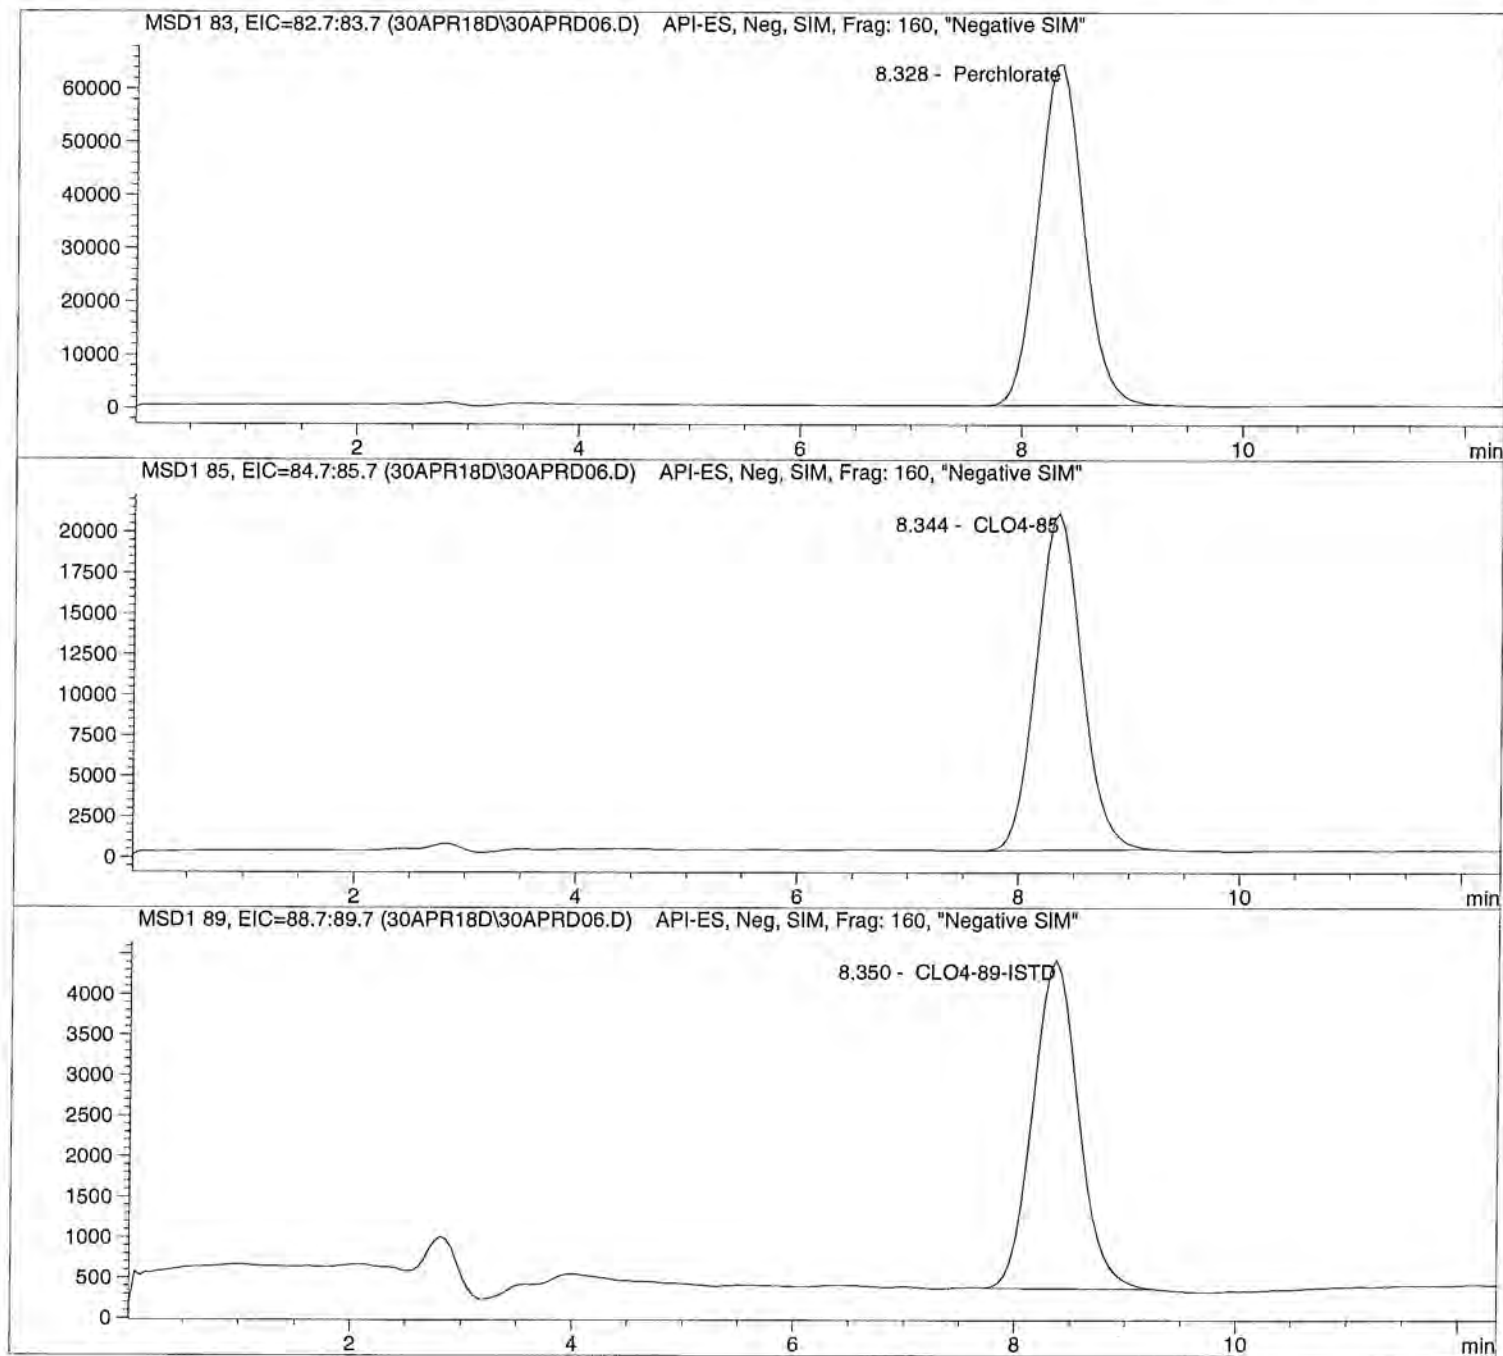 MSD1 83, EIC=82.7:83.7 (30APR18D\30APRD06.D) API-ES, Neg, SIM, Frag: 160, "Negative SIM"
8.328 - Perchlorate
60000
50000
40000
30000
20000
10000
0
2 4 6 8 10 min
MSD1 85, EIC=84.7:85.7 (30APR18D\30APRD06.D) API-ES, Neg, SIM, Frag: 160, "Negative SIM"
8.344 - CLO4-85
20000
17500
15000
12500
10000
7500
5000
2500
0
2 4 6 8 10 min
MSD1 89, EIC=88.7:89.7 (30APR18D\30APRD06.D) API-ES, Neg, SIM, Frag: 160, "Negative SIM"
8.350 - CLO4-89-ISTD
4000
3500
3000
2500
2000
1500
1000
500
0
2 4 6 8 10 min